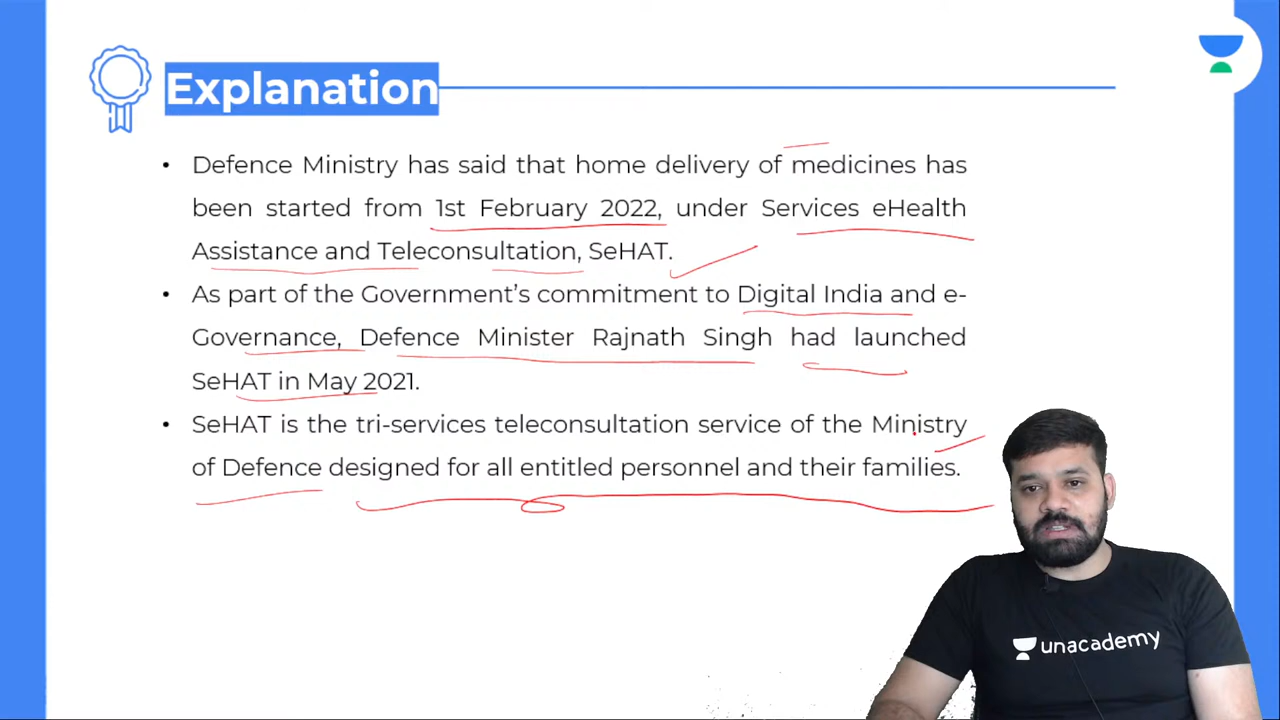 Explanation
• Defence Ministry has said that home delivery of medicines has
been started from 1st February 2022, under Services eHealth
Assistance and Teleconsultation, SeHAT.
• As part of the Government's commitment to Digital India and e-
Governance, Defence Minister Rajnath Singh had launched
SeHAT in May 2021.
• SeHAT is the tri-services teleconsultation service of the Ministry
of Defence designed for all entitled personnel and their families.
unacademy